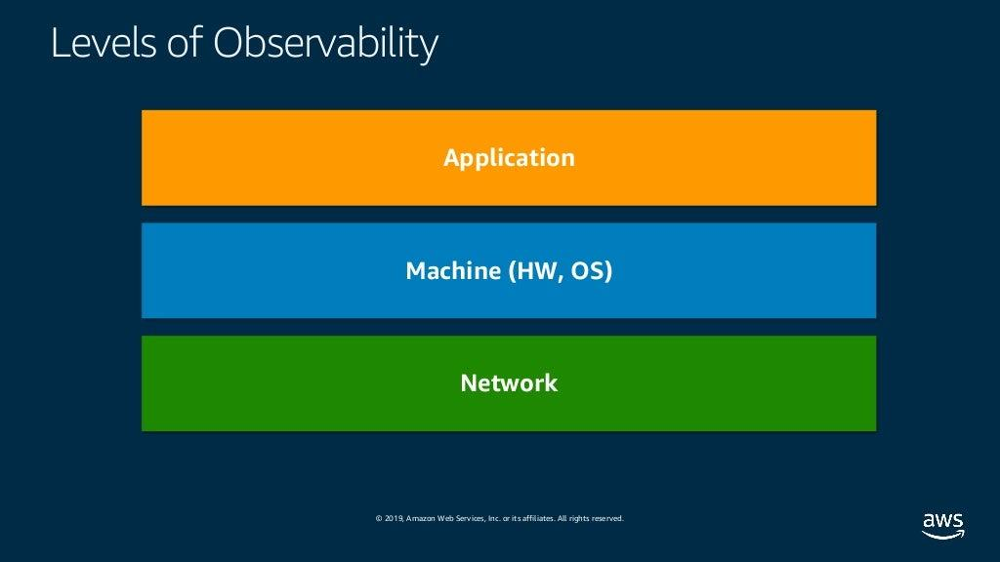 Levels of Observability
Application
Machine (HW, OS)
Network
© 2019, Amazon Web Services, Inc. or its affiliates. All rights reserved.
aws